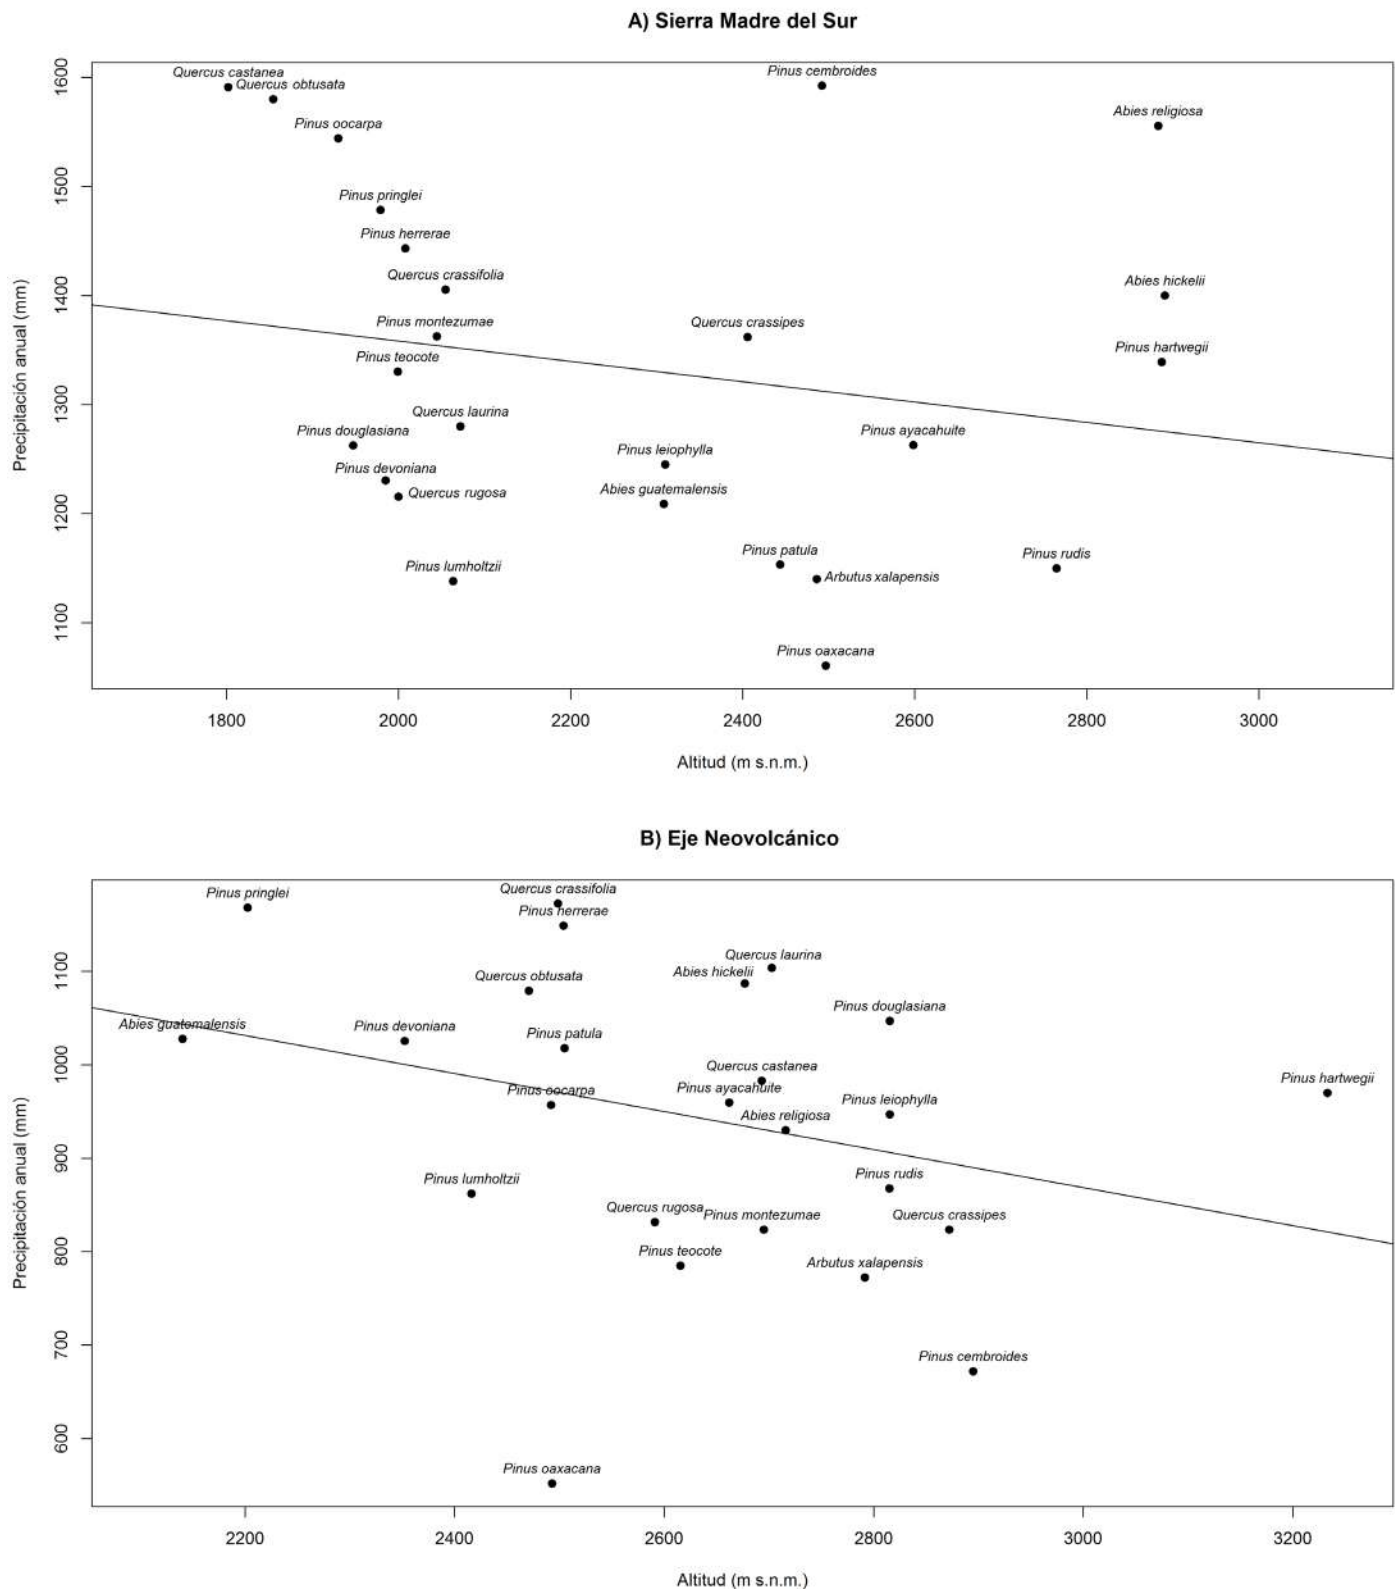 A) Sierra Madre del Sur
Precipitación anual (mm)
1600
1500
1400
1300
1200
1100
Quercus castanea
Quercus obtusata
Pinus cembroides
Pinus oocarpa
Abies religiosa
Pinus pringlei
Pinus herrerae
Quercus crassifolia
Abies hickelii
Pinus montezumae
Quercus crassipes
Pinus teocote
Pinus hartwegii
Quercus laurina
Pinus douglasiana
Pinus ayacahuite
Pinus leiophylla
Pinus devoniana
Quercus rugosa
Abies guatemalensis
Pinus lumholtzii
Pinus patula
Arbutus xalapensis
Pinus rudis
Pinus oaxacana
1800 2000 2200 2400 2600 2800 3000
Altitud (m s.n.m.)
B) Eje Neovolcánico
Precipitación anual (mm)
1100
1000
900
800
700
600
Pinus pringlei
Quercus crassifolia
Pinus herrerae
Quercus laurina
Abies hickelii
Quercus obtusata
Pinus douglasiana
Abies guatemalensis
Pinus devoniana
Pinus patula
Quercus castanea
Pinus hartwegii
Pinus oocarpa
Pinus ayacahuite
Pinus leiophylla
Abies religiosa
Pinus lumholtzii
Pinus rudis
Quercus rugosa
Pinus montezumae
Quercus crassipes
Pinus teocote
Arbutus xalapensis
Pinus cembroides
Pinus oaxacana
2200 2400 2600 2800 3000 3200
Altitud (m s.n.m.)